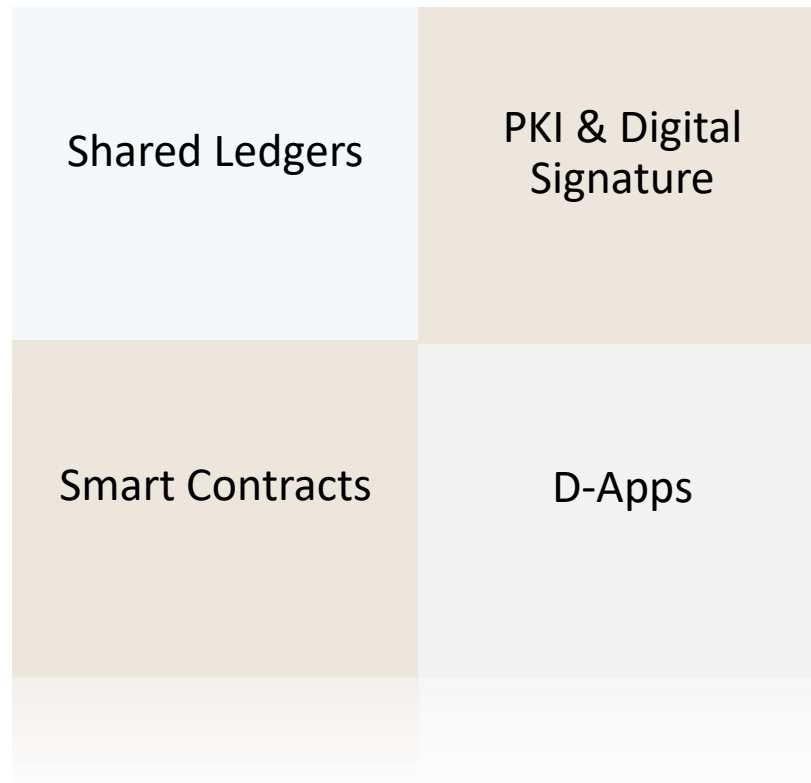 Shared Ledgers
PKI & Digital
Signature
Smart Contracts
D-Apps